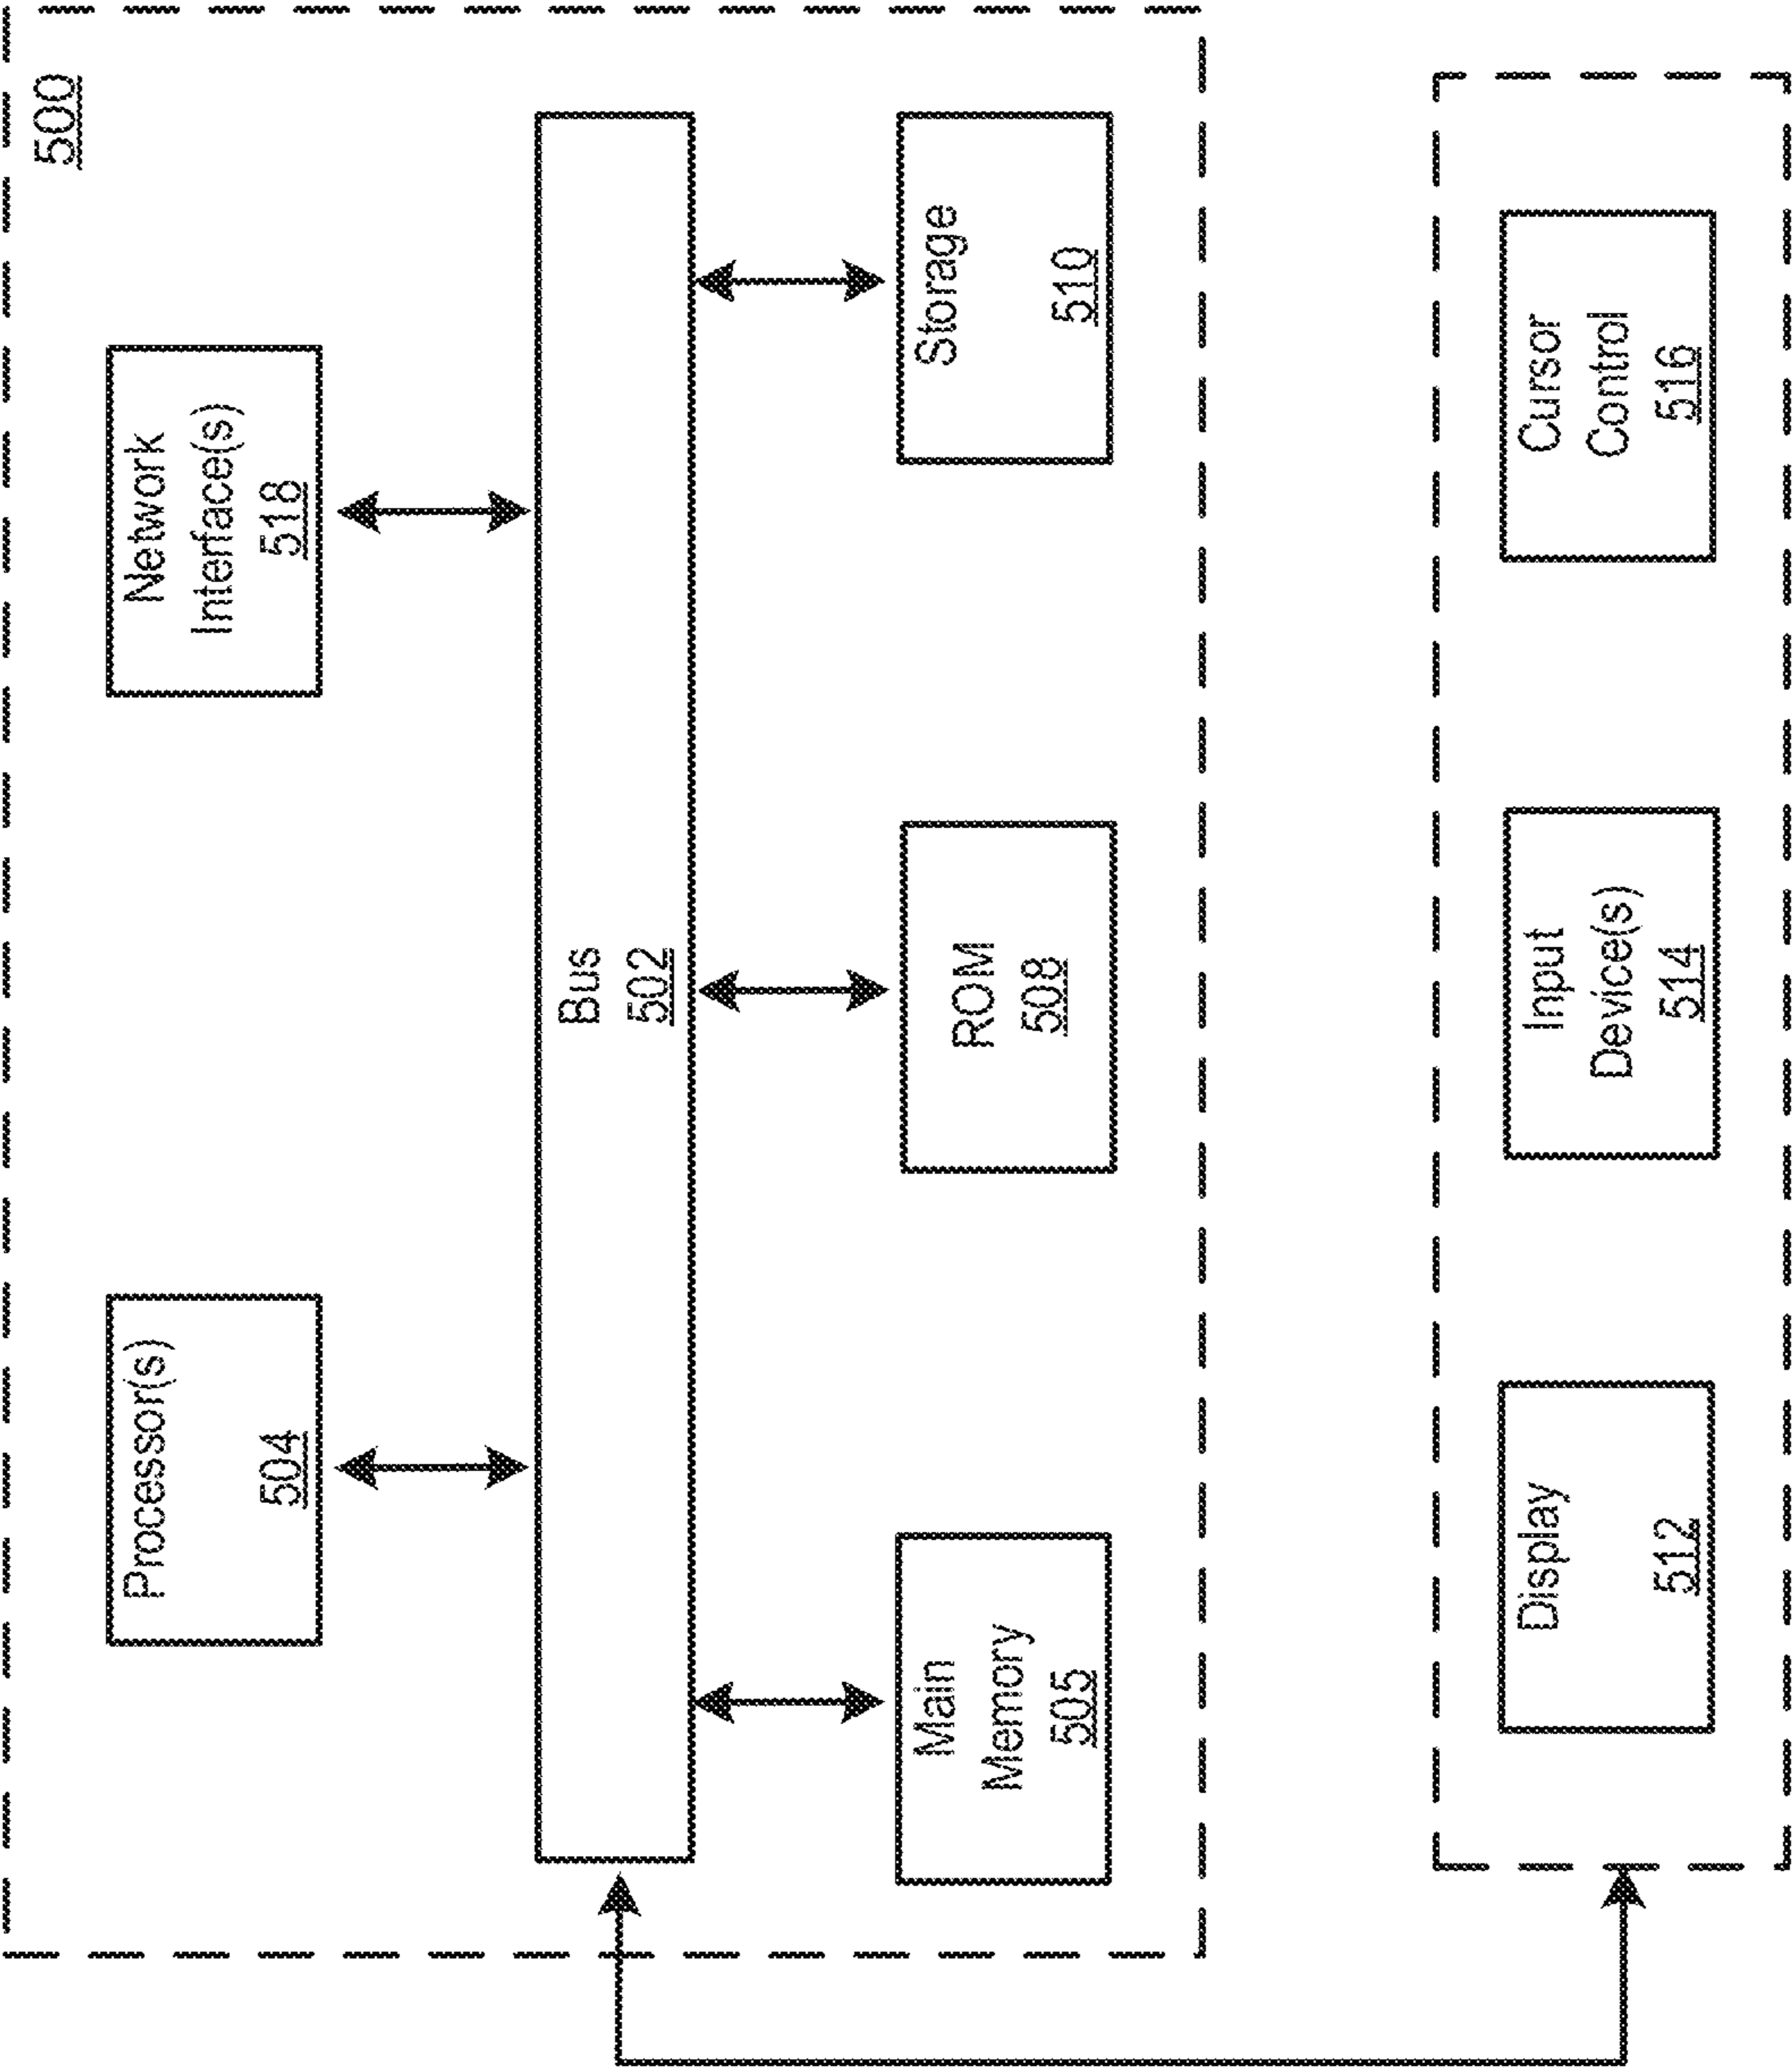 500
Processor(s)
504
Network
Interface(s)
518
Bus
502
Main
Memory
505
ROM
508
Storage
510
Display
512
Input
Device(s)
514
Cursor
Control
516